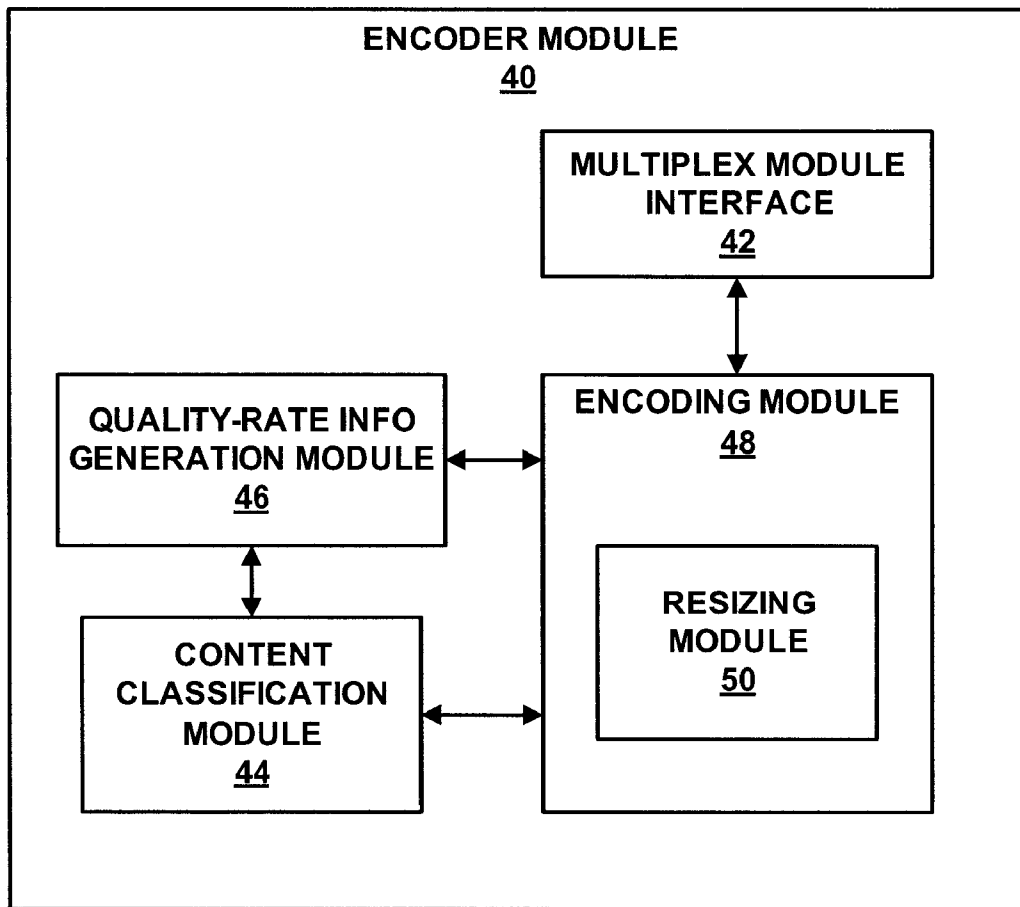 ENCODER MODULE
40
MULTIPLEX MODULE
INTERFACE
42
QUALITY-RATE INFO
GENERATION MODULE
46
ENCODING MODULE
48
RESIZING
MODULE
50
CONTENT
CLASSIFICATION
MODULE
44